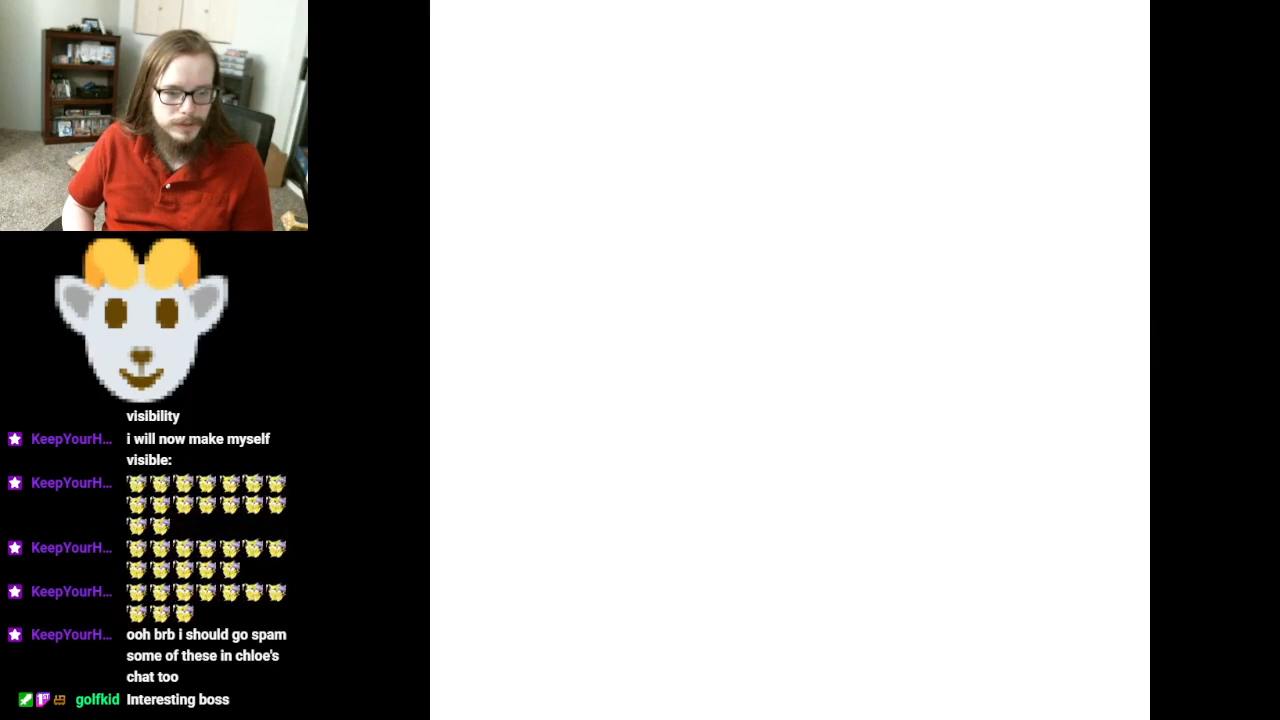 visibility
KeepYourH... i will now make myself
visible:
KeepYourH...
KeepYourH...
KeepYourH...
KeepYourH... ooh brb i should go spam
some of these in chloe's
chat too
1ST golfkid Interesting boss